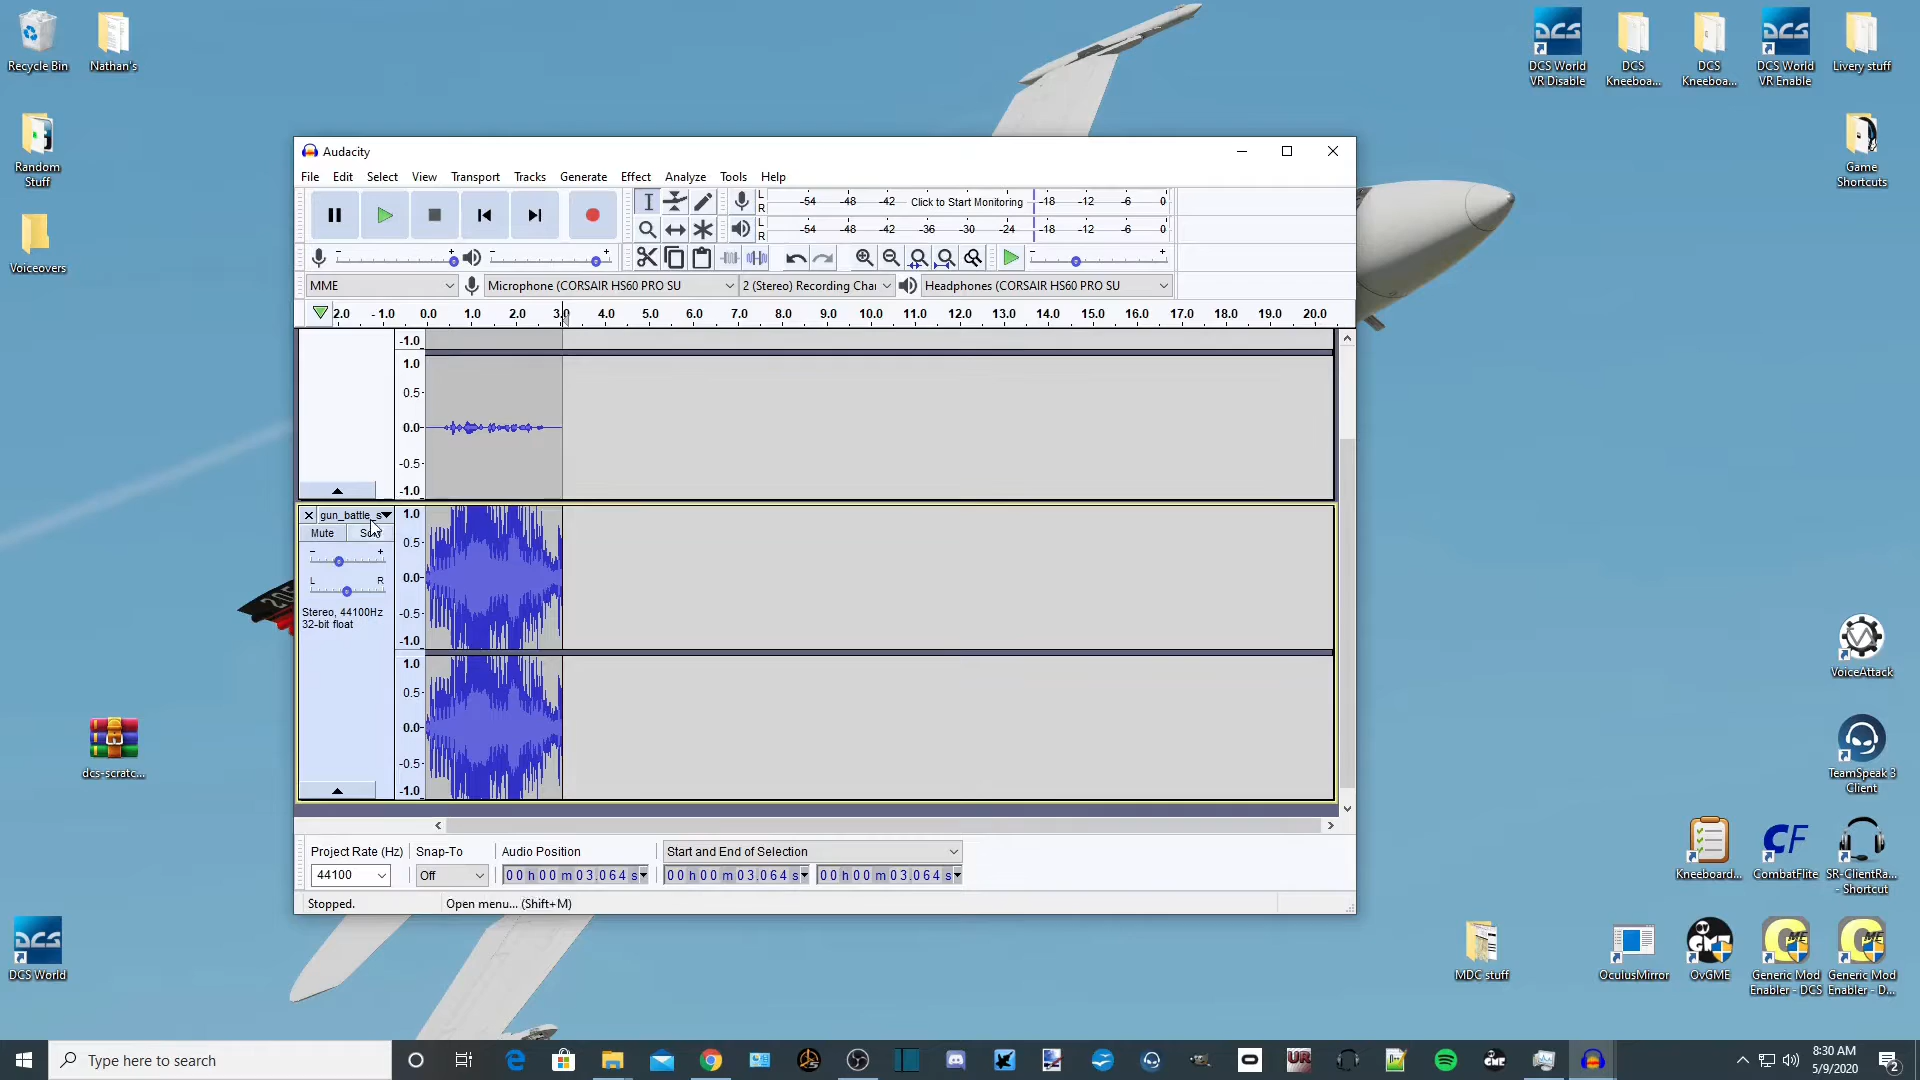 Recycle Bin
Nathan's
Random
Stuff
Voiceovers
dcs-scratc...
DCS World
DCS World
VR Disable
DCS
Kneeboa...
DCS
Kneeboa...
DCS World
VR Enable
Livery stuff
Game
Shortcuts
VoiceAttack
TeamSpeak 3
Client
Kneeboard...
CombatFlite
SR-ClientRa...
- Shortcut
MDC stuff
OculusMirror
OvGME
Generic Mod
Enabler - DCS
Generic Mod
Enabler - D...
Audacity
File Edit Select View Transport Tracks Generate Effect Analyze Tools Help
L
R
-54 -48 -42 Click to Start Monitoring -18 -12 -6 0
L
R
-54 -48 -42 -36 -30 -24 -18 -12 -6 0
MME Microphone (CORSAIR HS60 PRO SU 2 (Stereo) Recording Chai Headphones (CORSAIR HS60 PRO SU
2.0 -1.0 0.0 1.0 2.0 3.0 4.0 5.0 6.0 7.0 8.0 9.0 10.0 11.0 12.0 13.0 14.0 15.0 16.0 17.0 18.0 19.0 20.0
-1.0
1.0
0.5
0.0
-0.5
-1.0
gun_battle_s
Mute
L R
Stereo, 44100Hz
32-bit float
1.0
0.5
0.0
-0.5
-1.0
1.0
0.5
0.0
-0.5
-1.0
Project Rate (Hz) Snap-To Audio Position Start and End of Selection
44100 Off 00 h 00 m 03.064 s 00 h 00 m 03.064 s 00 h 00 m 03.064 s
Stopped. Open menu... (Shift+M)
Type here to search
8:30 AM
5/9/2020
2